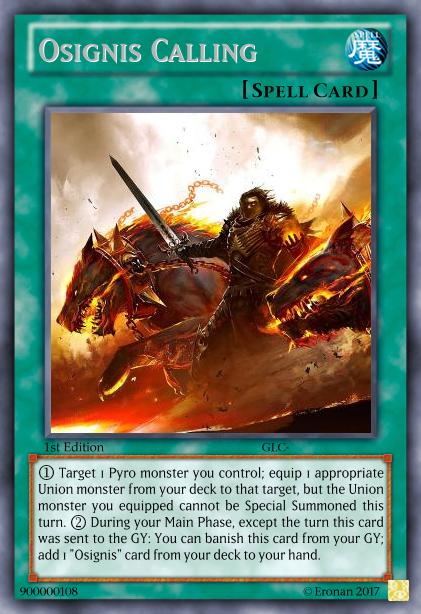 Osignis Calling
SPELL
魔
[Spell Card]
1st Edition
GLC-
① Target 1 Pyro monster you control; equip 1 appropriate
Union monster from your deck to that target, but the Union
monster you equipped cannot be Special Summoned this
turn. ② During your Main Phase, except the turn this card
was sent to the GY: You can banish this card from your GY;
add 1 "Osignis" card from your deck to your hand.
900000108
© Eronan 2017